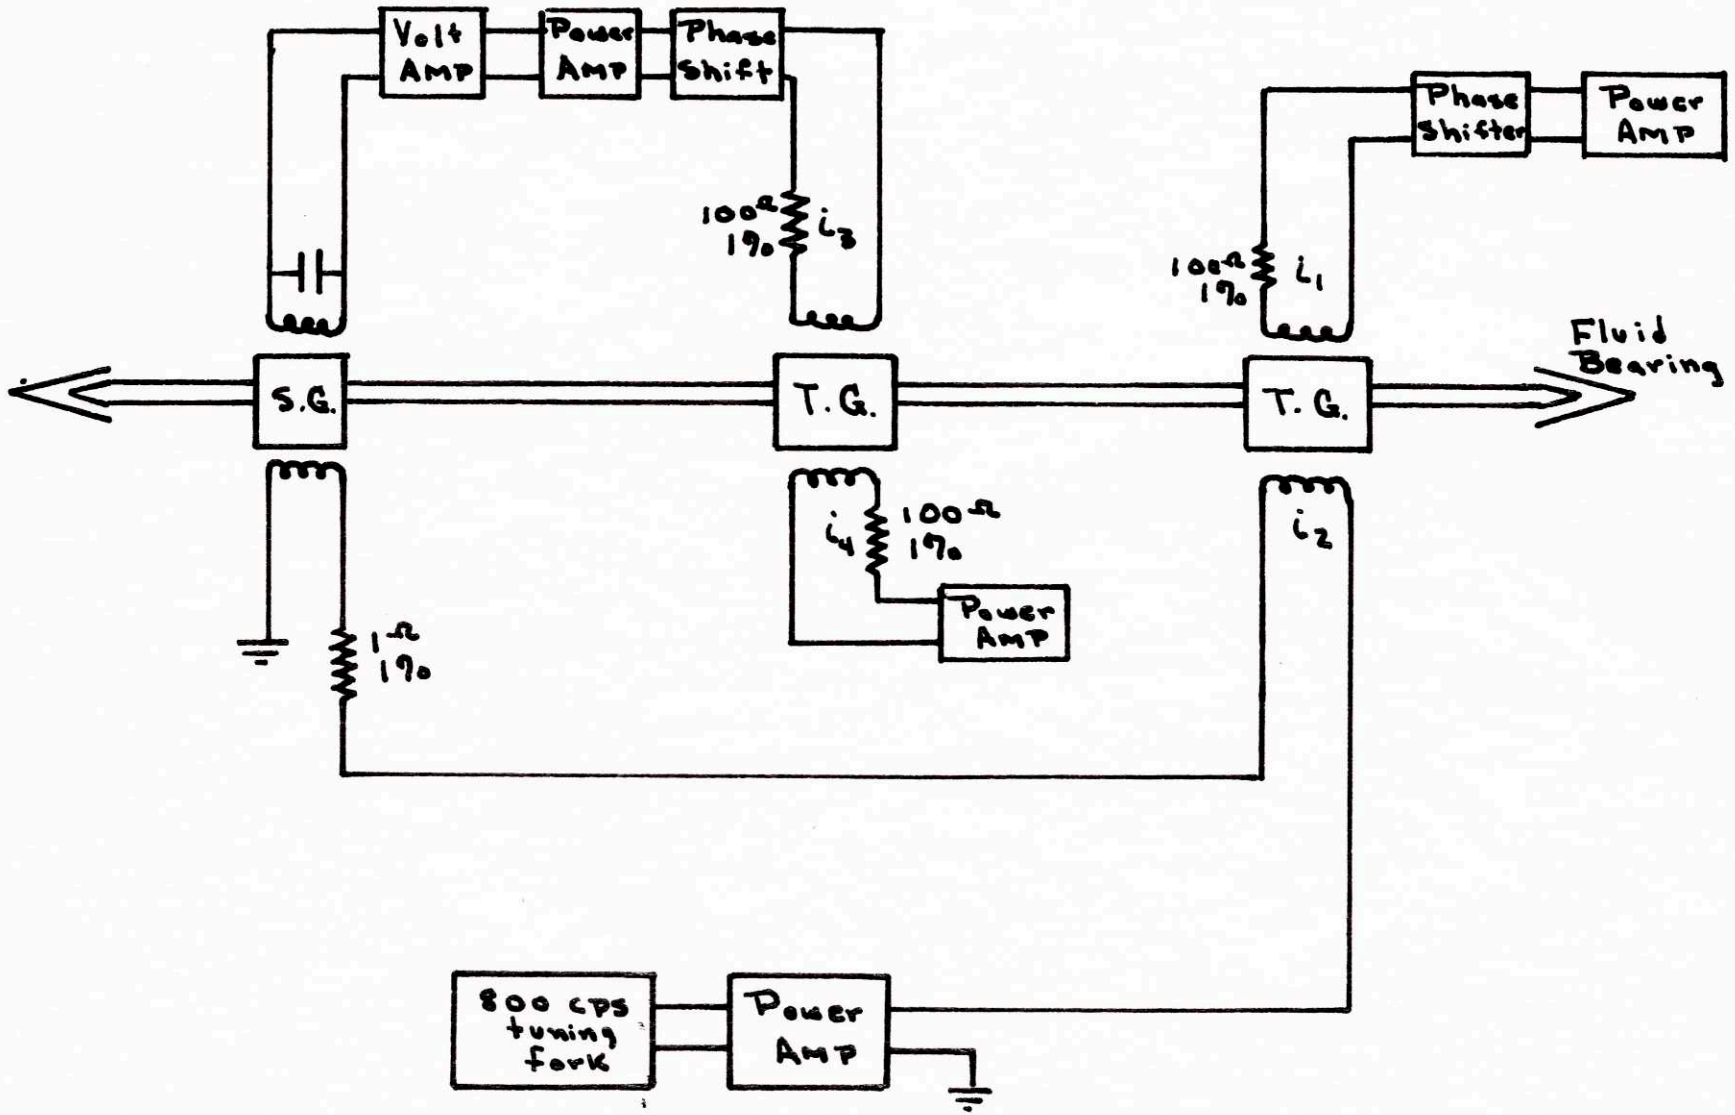 Volt
AMP
Power
AMP
Phase
Shift
Phase
Shifter
Power
AMP
100Ω
1%
i3
100Ω
1%
i1
Fluid
Bearing
S.G.
T.G.
T.G.
i4
100Ω
1%
i2
Power
AMP
1Ω
1%
800 cps
tuning
fork
Power
AMP